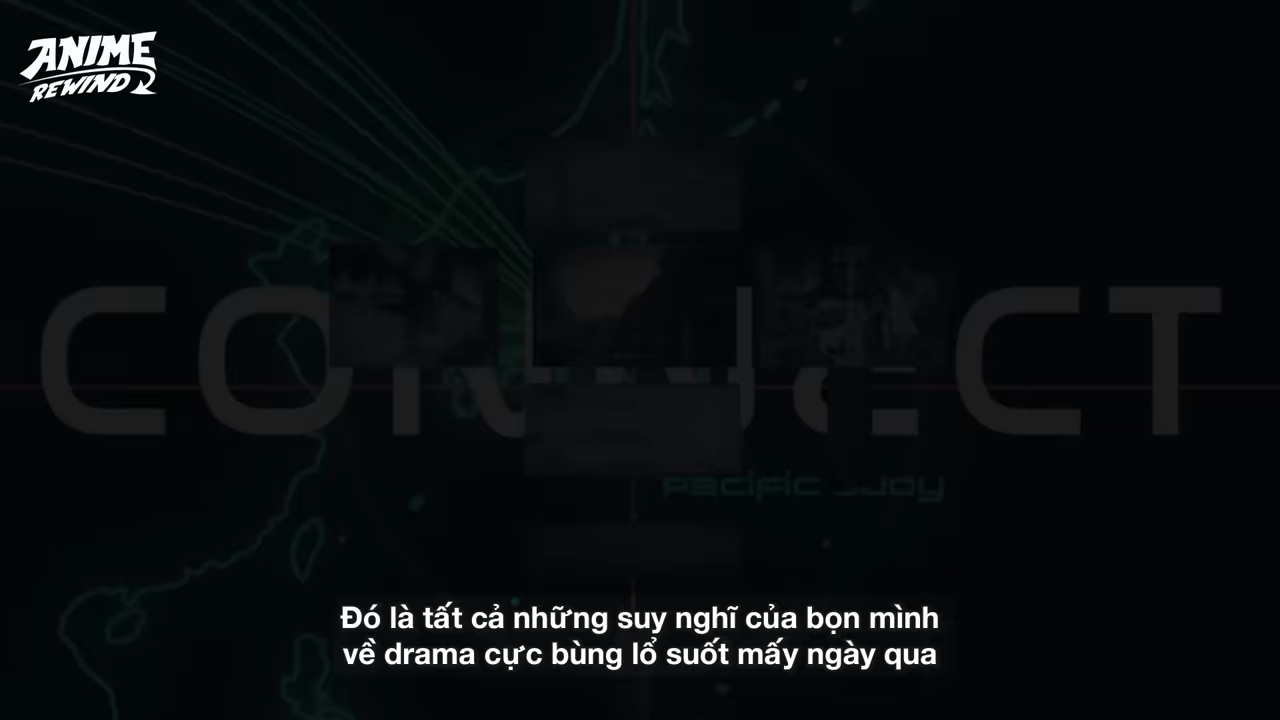 ANIME
REWIND
Đó là tất cả những suy nghĩ của bọn mình
về drama cực bùng lổ suốt mấy ngày qua